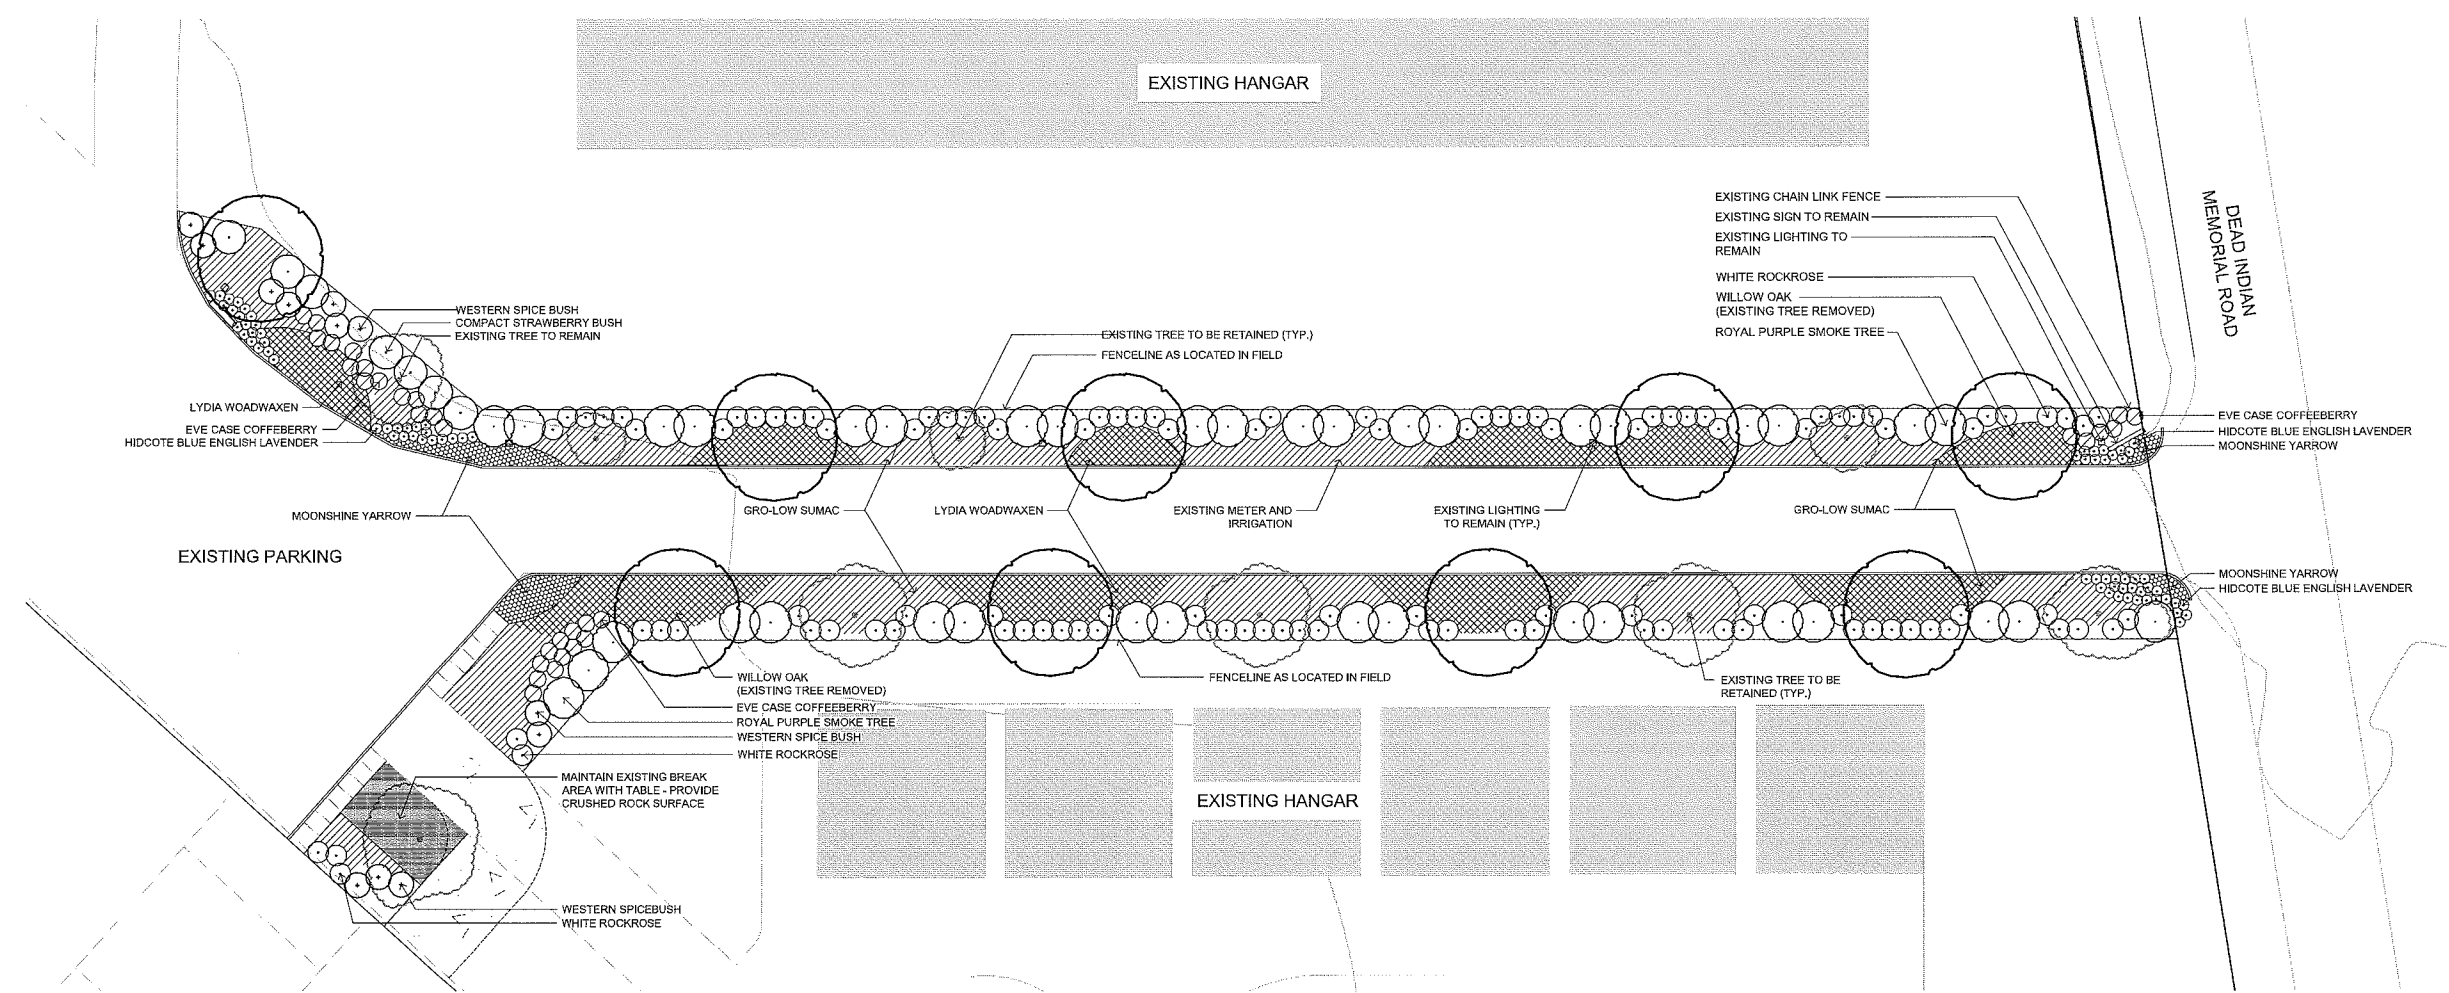 EXISTING HANGAR
EXISTING CHAIN LINK FENCE
EXISTING SIGN TO REMAIN
EXISTING LIGHTING TO
REMAIN
WHITE ROCKROSE
WILLOW OAK
(EXISTING TREE REMOVED)
ROYAL PURPLE SMOKE TREE
DEAD INDIAN
MEMORIAL ROAD
WESTERN SPICE BUSH
COMPACT STRAWBERRY BUSH
EXISTING TREE TO REMAIN
EXISTING TREE TO BE RETAINED (TYP.)
FENCELINE AS LOCATED IN FIELD
LYDIA WOADWAXEN
EVE CASE COFFEEBERRY
HIDCOTE BLUE ENGLISH LAVENDER
EVE CASE COFFEEBERRY
HIDCOTE BLUE ENGLISH LAVENDER
MOONSHINE YARROW
MOONSHINE YARROW
GRO-LOW SUMAC
LYDIA WOADWAXEN
EXISTING METER AND
IRRIGATION
EXISTING LIGHTING
TO REMAIN (TYP.)
GRO-LOW SUMAC
EXISTING PARKING
MOONSHINE YARROW
HIDCOTE BLUE ENGLISH LAVENDER
WILLOW OAK
(EXISTING TREE REMOVED)
EVE CASE COFFEEBERRY
ROYAL PURPLE SMOKE TREE
WESTERN SPICE BUSH
WHITE ROCKROSE
FENCELINE AS LOCATED IN FIELD
EXISTING TREE TO BE
RETAINED (TYP.)
MAINTAIN EXISTING BREAK
AREA WITH TABLE - PROVIDE
CRUSHED ROCK SURFACE
EXISTING HANGAR
WESTERN SPICEBUSH
WHITE ROCKROSE